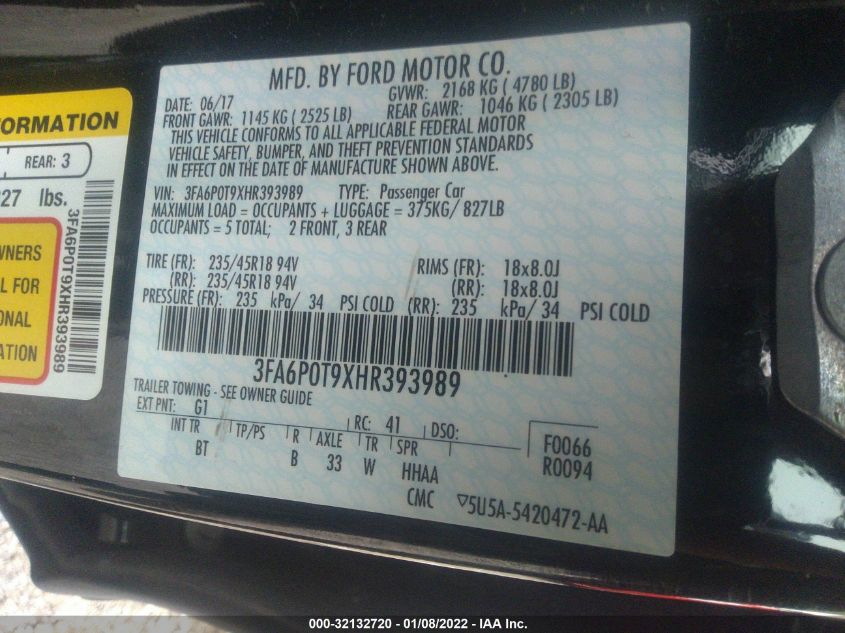 ORMATION
REAR: 3
27 lbs.
WNERS
L FOR
ONAL
TION
3FA6P0T9XHR393989
MFD. BY FORD MOTOR CO.
DATE: 06/17 GVWR: 2168 KG ( 4780 LB)
FRONT GAWR: 1145 KG ( 2525 LB) REAR GAWR: 1046 KG ( 2305 LB)
THIS VEHICLE CONFORMS TO ALL APPLICABLE FEDERAL MOTOR
VEHICLE SAFETY, BUMPER, AND THEFT PREVENTION STANDARDS
IN EFFECT ON THE DATE OF MANUFACTURE SHOWN ABOVE.
VIN: 3FA6P0T9XHR393989 TYPE: Passenger Car
MAXIMUM LOAD = OCCUPANTS + LUGGAGE = 375KG/ 827LB
OCCUPANTS = 5 TOTAL; 2 FRONT, 3 REAR
TIRE (FR): 235/45R18 94V RIMS (FR): 18x8.0J
(RR): 235/45R18 94V (RR): 18x8.0J
PRESSURE (FR): 235 kPa/ 34 PSI COLD (RR): 235 kPa/ 34 PSI COLD
3FA6P0T9XHR393989
TRAILER TOWING - SEE OWNER GUIDE
EXT PNT: G1 RC: 41 DSO:
INT TR TP/PS R AXLE TR SPR F0066
BT B 33 W HHAA R0094
CMC ▽5U5A-5420472-AA
000-32132720 — 01/08/2022 — IAA Inc.